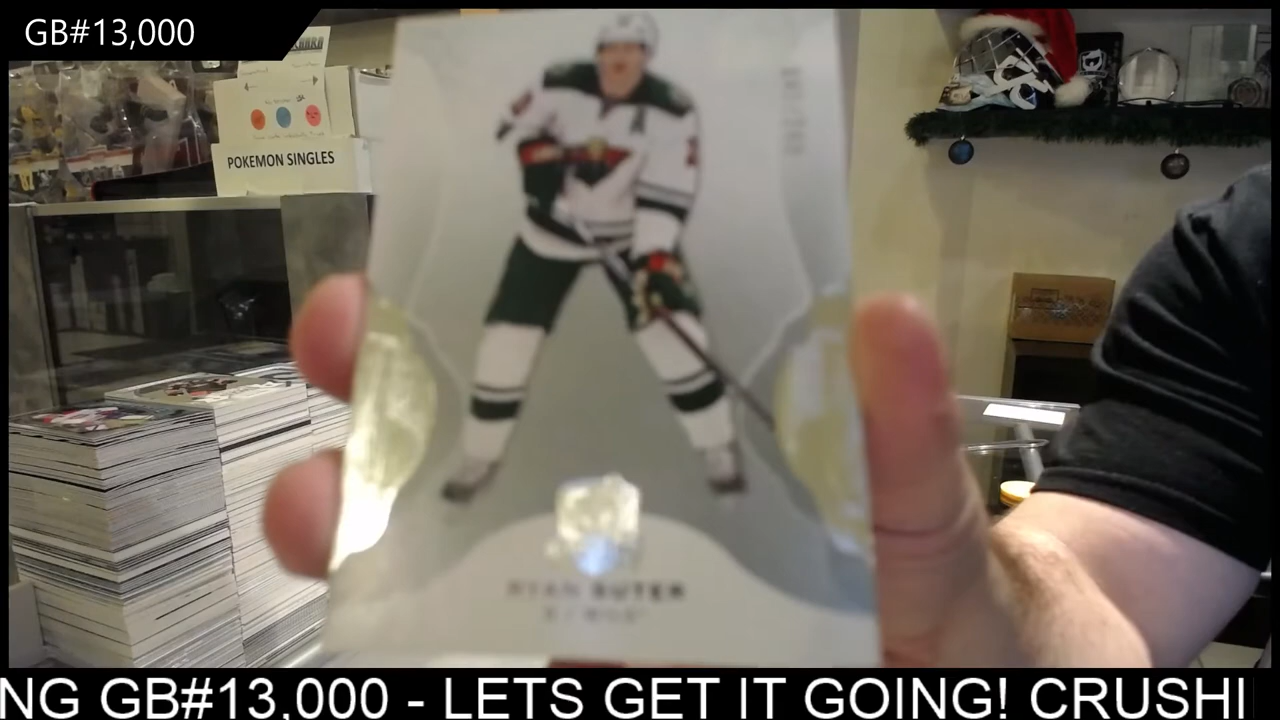 GB#13,000
POKEMON SINGLES
RYAN SUTER
NG GB#13,000 - LETS GET IT GOING! CRUSHI